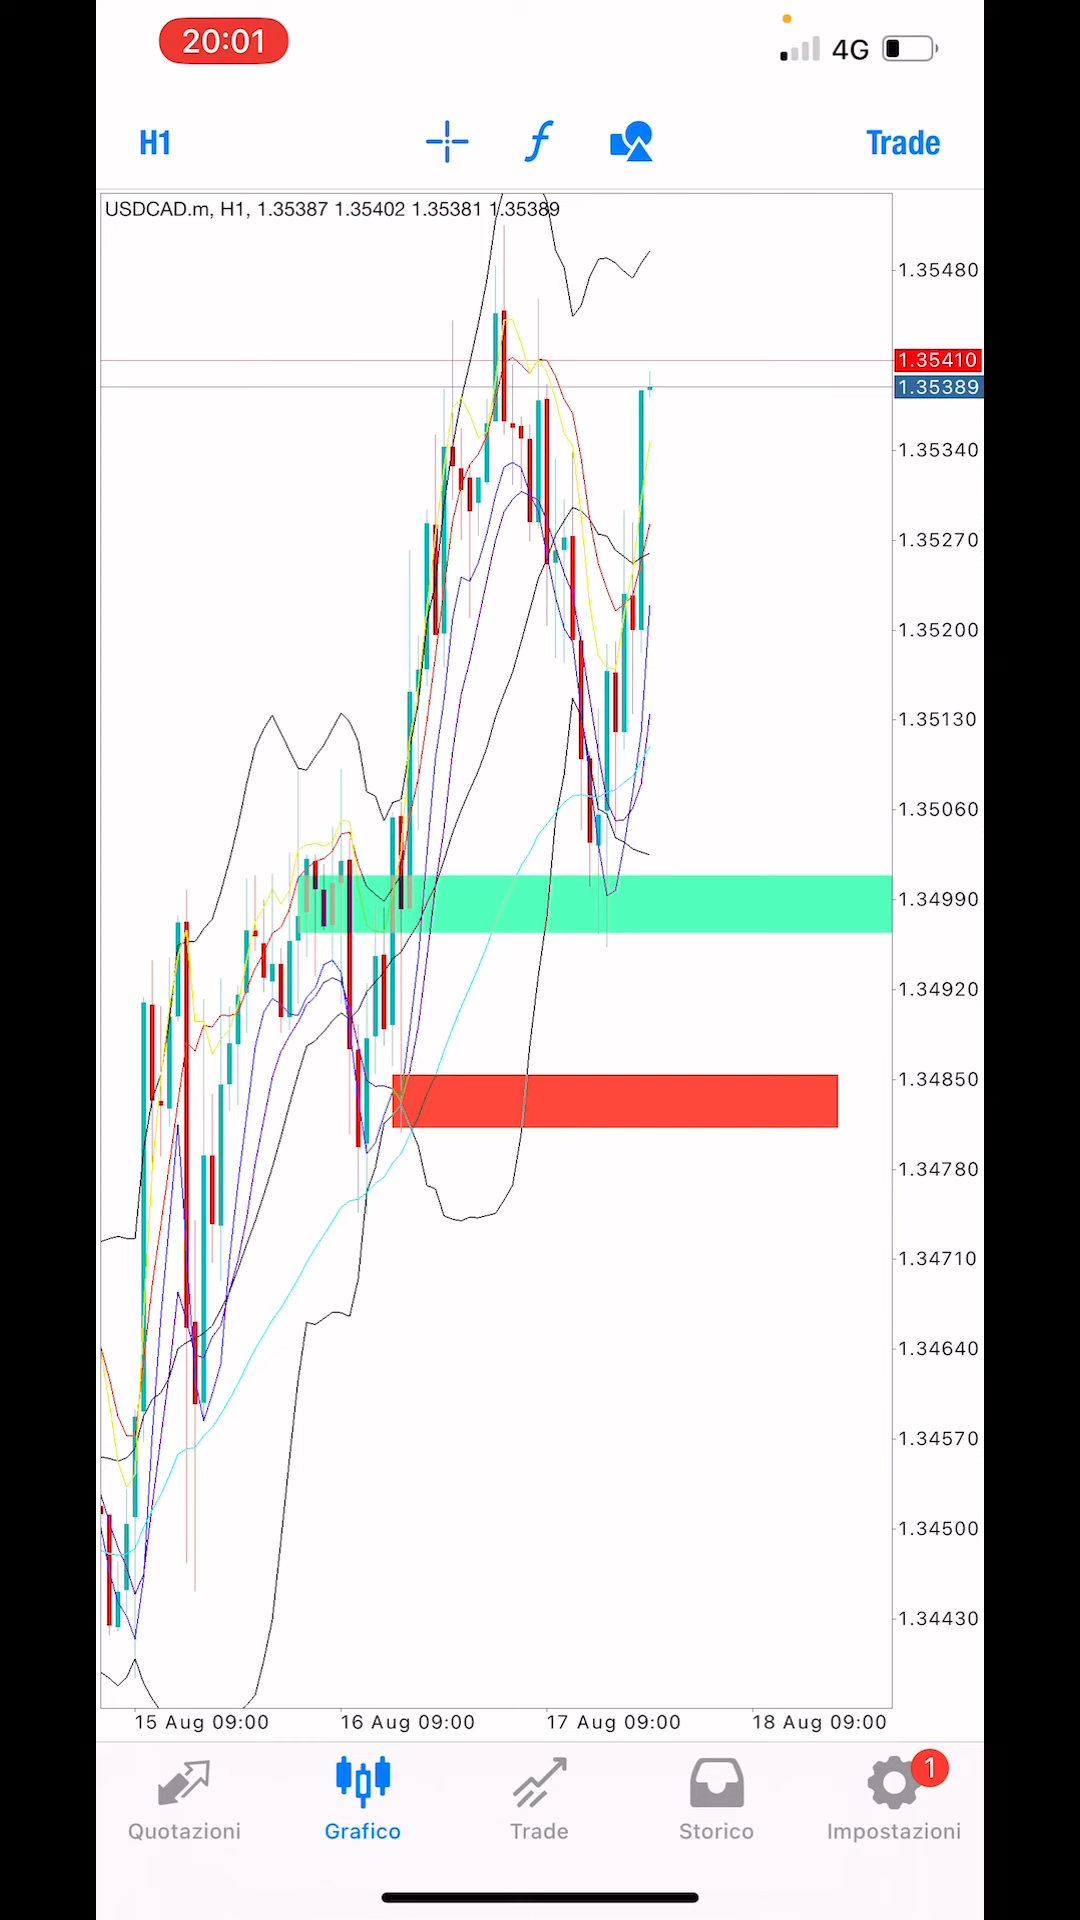 20:01
4G
H1
f
Trade
USDCAD.m, H1, 1.35387 1.35402 1.35381 1.35389
1.35480
1.35410
1.35389
1.35340
1.35270
1.35200
1.35130
1.35060
1.34990
1.34920
1.34850
1.34780
1.34710
1.34640
1.34570
1.34500
1.34430
15 Aug 09:00 16 Aug 09:00 17 Aug 09:00 18 Aug 09:00
1
Quotazioni Grafico Trade Storico Impostazioni